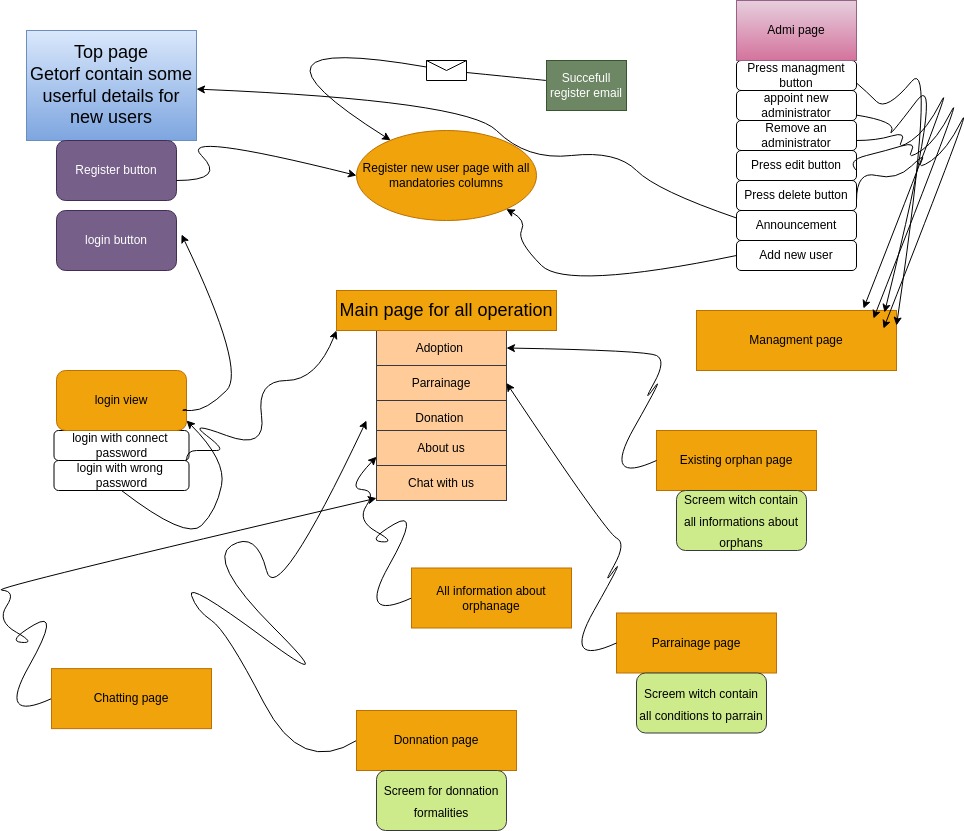 Top page
Getorf contain some
userful details for
new users
Register button
login button
Succefull
register email
Register new user page with all
mandatories columns
Admi page
Press managment
button
appoint new
administrator
Remove an
administrator
Press edit button
Press delete button
Announcement
Add new user
Managment page
Main page for all operation
Adoption
Parrainage
Donation
About us
Chat with us
login view
login with connect
password
login with wrong
password
Existing orphan page
Screem witch contain
all informations about
orphans
All information about
orphanage
Parrainage page
Screem witch contain
all conditions to parrain
Chatting page
Donnation page
Screem for donnation
formalities